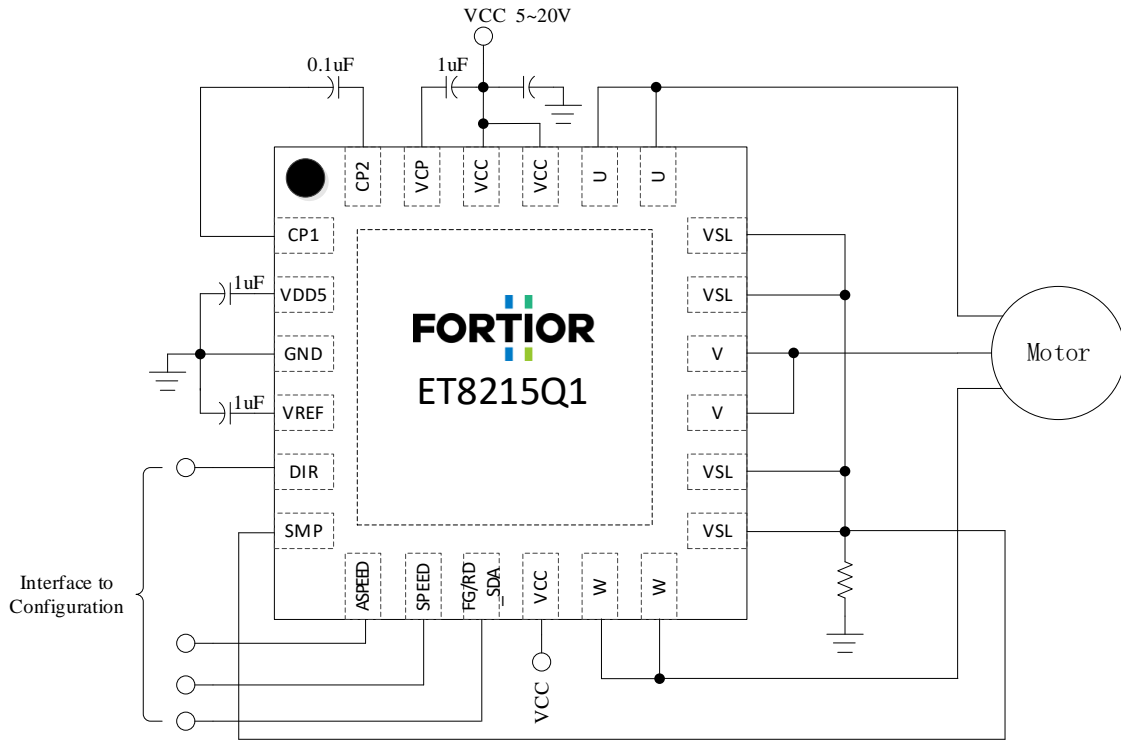 VCC 5~20V
0.1uF
1uF
CP2
VCP
VCC
VCC
U
U
CP1
VSL
1uF
VDD5
VSL
FORTIOR
GND
V
Motor
ET8215Q1
1uF
VREF
V
DIR
VSL
SMP
VSL
Interface to
Configuration
ASPEED
SPEED
FG/RD
SDA_
VCC
W
W
VCC